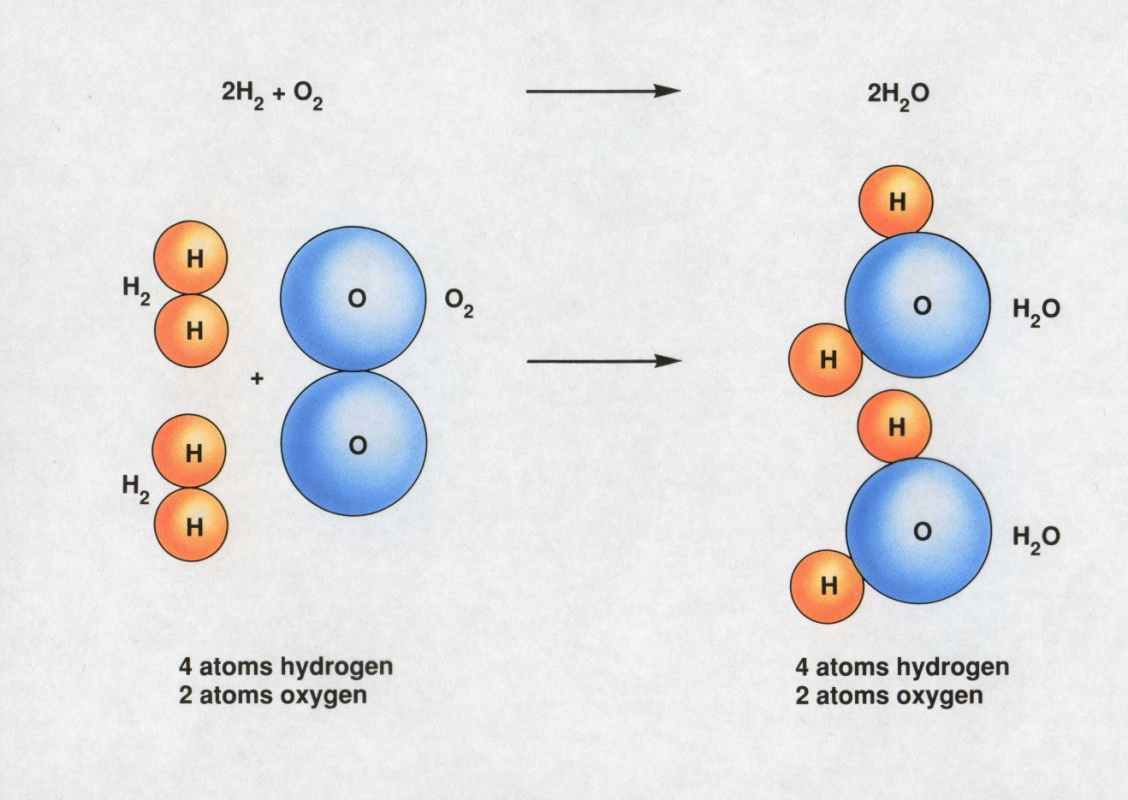 2H₂ + O₂
2H₂O
H
H
H₂
H
H
H₂
+
O
O
O₂
H
O
H
H₂O
H
O
H
H₂O
4 atoms hydrogen
2 atoms oxygen
4 atoms hydrogen
2 atoms oxygen